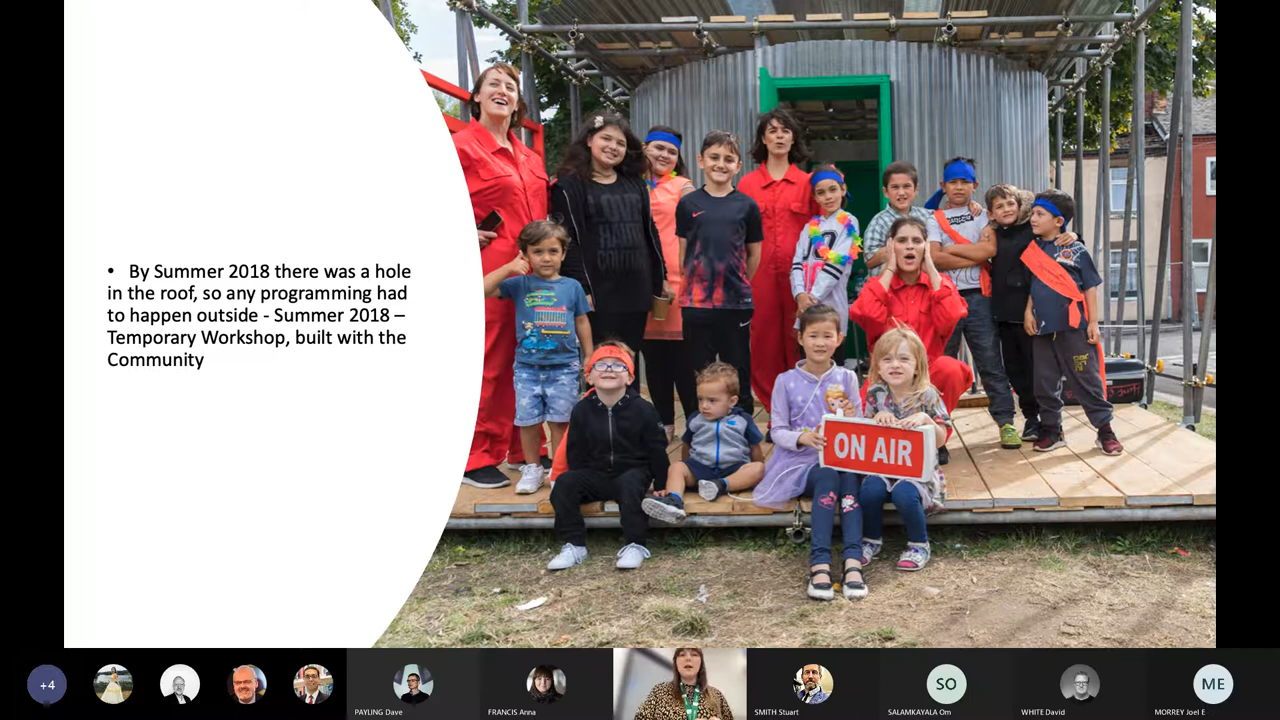 • By Summer 2018 there was a hole
in the roof, so any programming had
to happen outside - Summer 2018 –
Temporary Workshop, built with the
Community
ON AIR
+4
PAYLING Dave
FRANCIS Anna
SMITH Stuart
SO
SALAMKAYALA Om
WHITE David
ME
MORREY Joel E